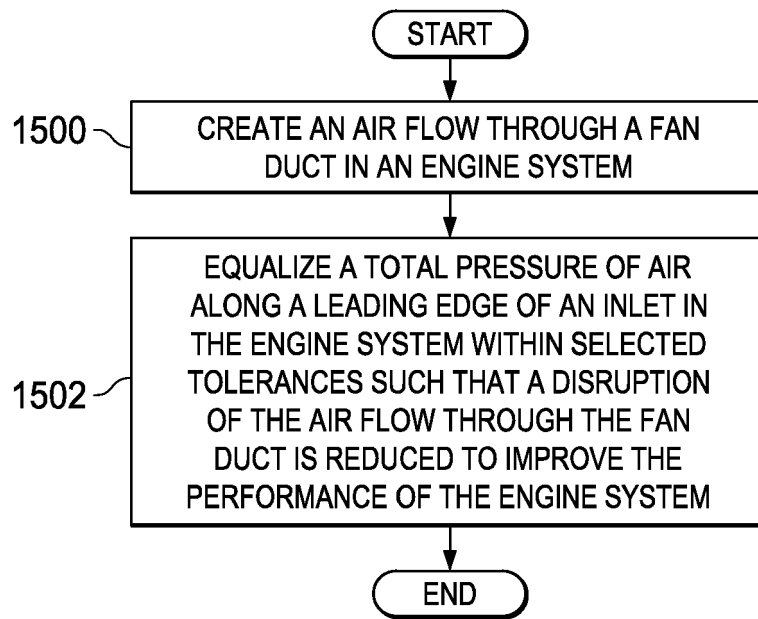 START
1500
CREATE AN AIR FLOW THROUGH A FAN
DUCT IN AN ENGINE SYSTEM
1502
EQUALIZE A TOTAL PRESSURE OF AIR
ALONG A LEADING EDGE OF AN INLET IN
THE ENGINE SYSTEM WITHIN SELECTED
TOLERANCES SUCH THAT A DISRUPTION
OF THE AIR FLOW THROUGH THE FAN
DUCT IS REDUCED TO IMPROVE THE
PERFORMANCE OF THE ENGINE SYSTEM
END